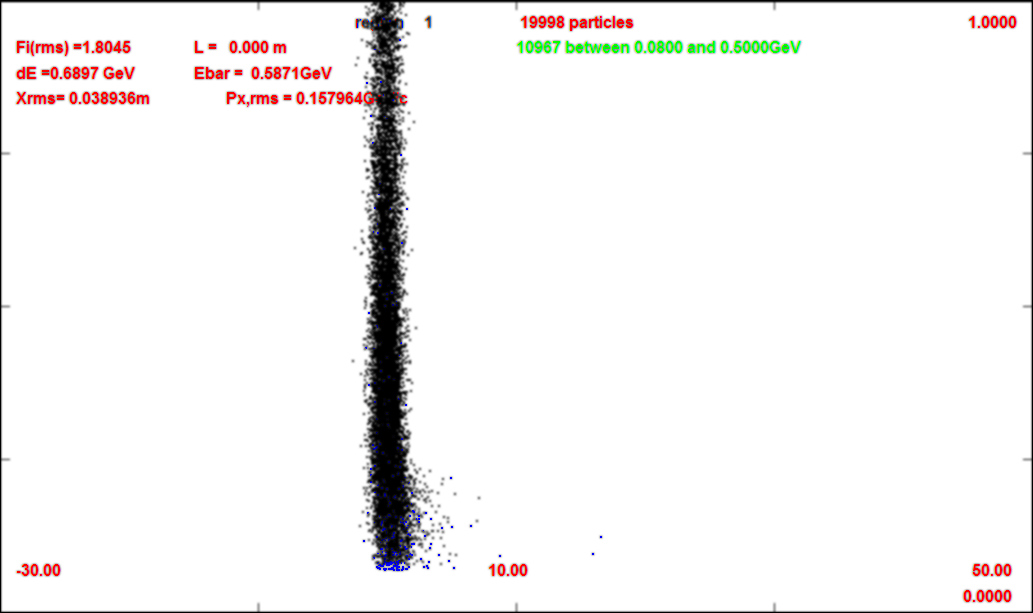 1 19998 particles 1.0000
Fi(rms) =1.8045 L = 0.000 m 10967 between 0.0800 and 0.5000GeV
dE =0.6897 GeV Ebar = 0.5871GeV
Xrms= 0.038936m Px,rms = 0.157964G
-30.00 10.00 50.00
0.0000